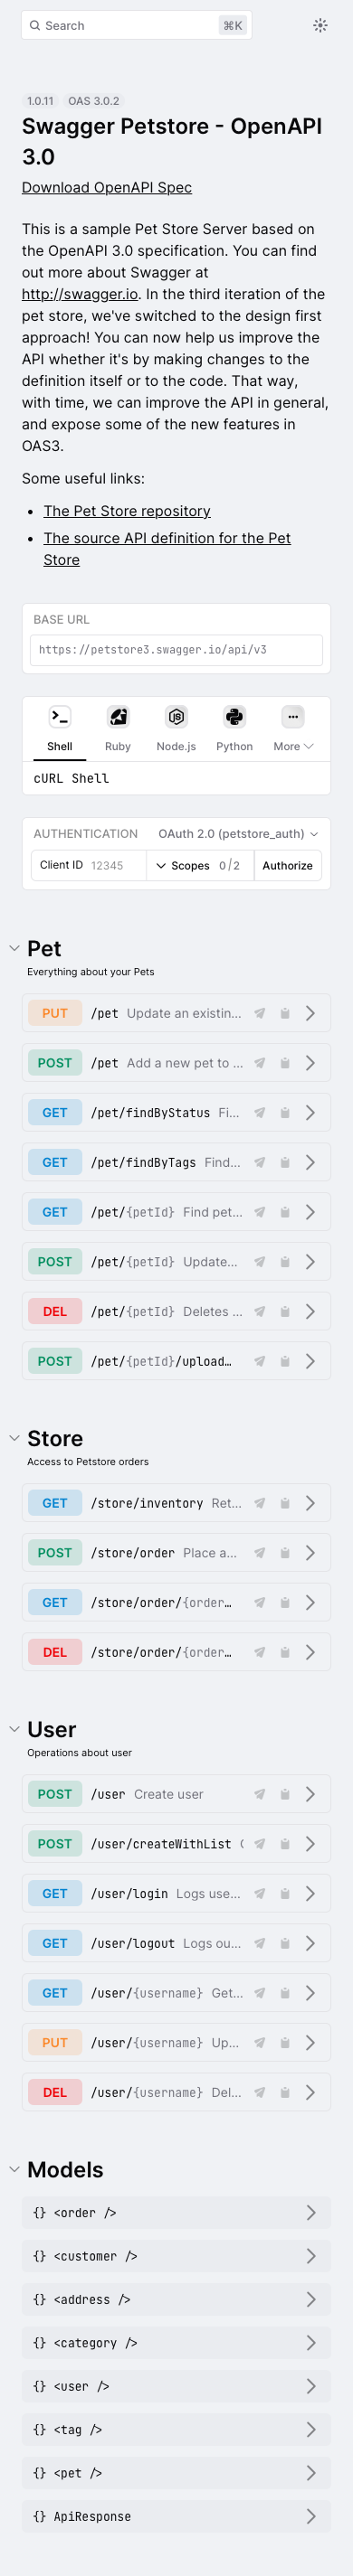 Search ⌘K
1.0.11 OAS 3.0.2
Swagger Petstore - OpenAPI
3.0
Download OpenAPI Spec
This is a sample Pet Store Server based on
the OpenAPI 3.0 specification. You can find
out more about Swagger at
http://swagger.io. In the third iteration of the
pet store, we've switched to the design first
approach! You can now help us improve the
API whether it's by making changes to the
definition itself or to the code. That way,
with time, we can improve the API in general,
and expose some of the new features in
OAS3.
Some useful links:
• The Pet Store repository
• The source API definition for the Pet
Store
BASE URL
https://petstore3.swagger.io/api/v3
Shell Ruby Node.js Python More
cURL Shell
AUTHENTICATION OAuth 2.0 (petstore_auth)
Client ID 12345 Scopes 0/2 Authorize
Pet
Everything about your Pets
PUT /pet Update an existin...
POST /pet Add a new pet to ...
GET /pet/findByStatus Fi...
GET /pet/findByTags Find...
GET /pet/{petId} Find pet...
POST /pet/{petId} Update...
DEL /pet/{petId} Deletes ...
POST /pet/{petId}/upload…
Store
Access to Petstore orders
GET /store/inventory Ret...
POST /store/order Place a...
GET /store/order/{order…
DEL /store/order/{order…
User
Operations about user
POST /user Create user
POST /user/createWithList
GET /user/login Logs use...
GET /user/logout Logs ou...
GET /user/{username} Get...
PUT /user/{username} Up...
DEL /user/{username} Del...
Models
{} <order />
{} <customer />
{} <address />
{} <category />
{} <user />
{} <tag />
{} <pet />
{} ApiResponse